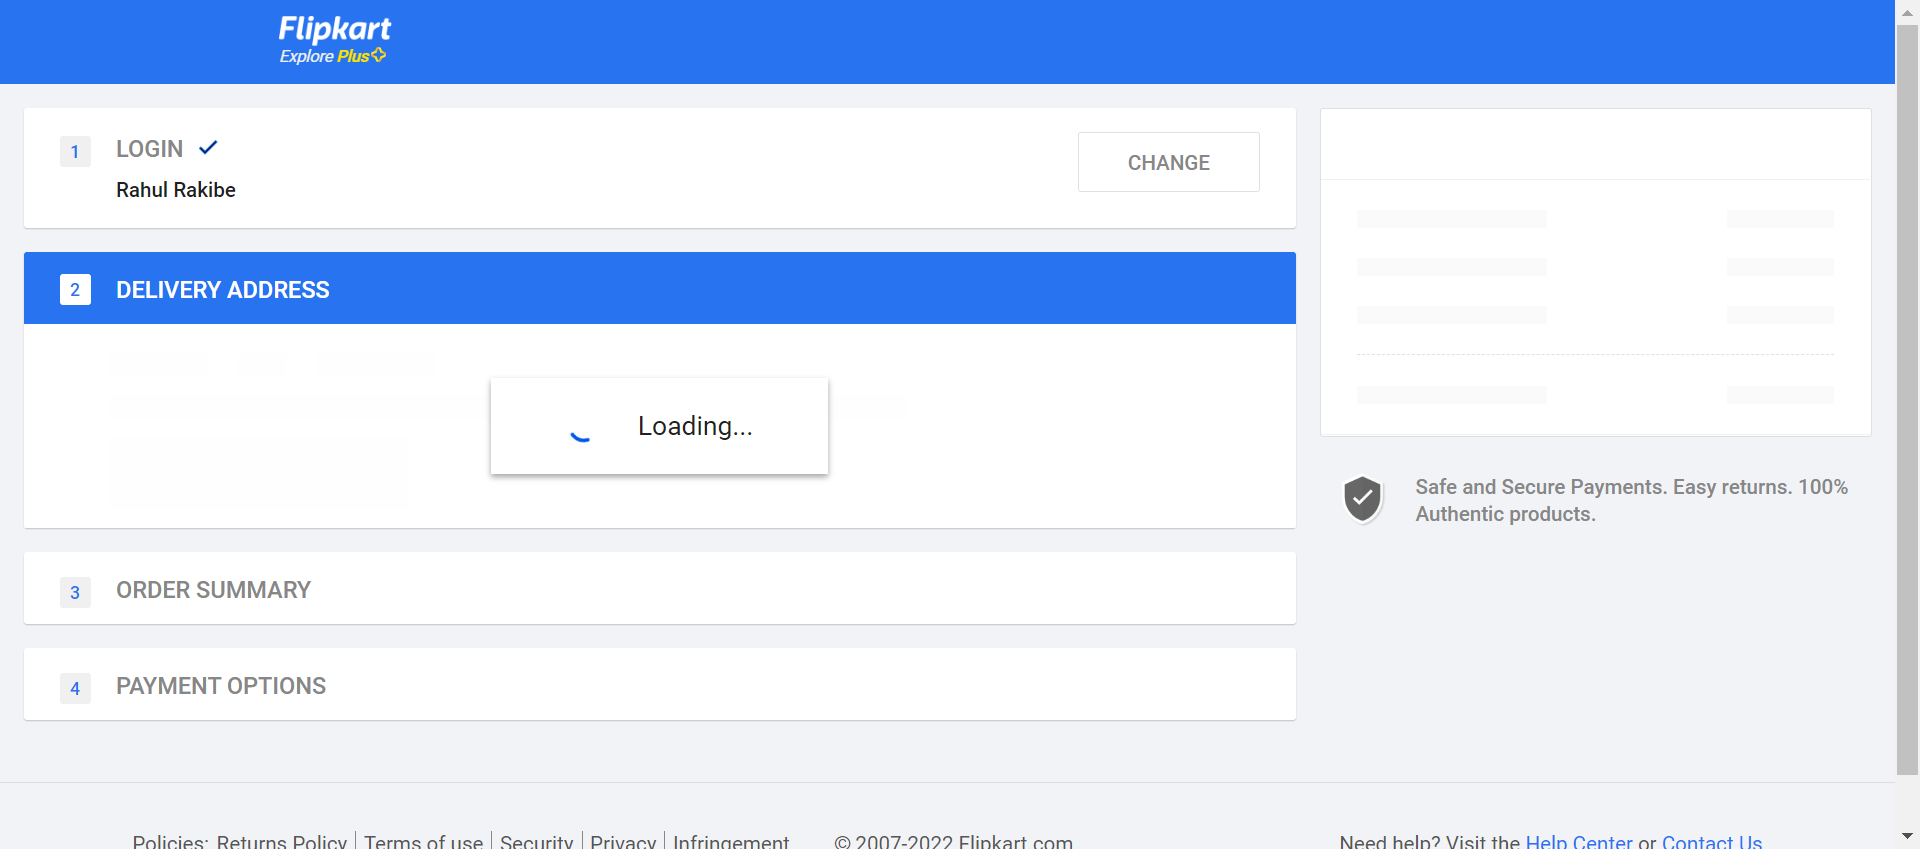 Flipkart
Explore Plus
1 LOGIN
Rahul Rakibe
CHANGE
2 DELIVERY ADDRESS
Loading...
3 ORDER SUMMARY
4 PAYMENT OPTIONS
Safe and Secure Payments. Easy returns. 100%
Authentic products.
Policies: Returns Policy | Terms of use | Security | Privacy | Infringement © 2007-2022 Flipkart.com Need help? Visit the Help Center or Contact Us